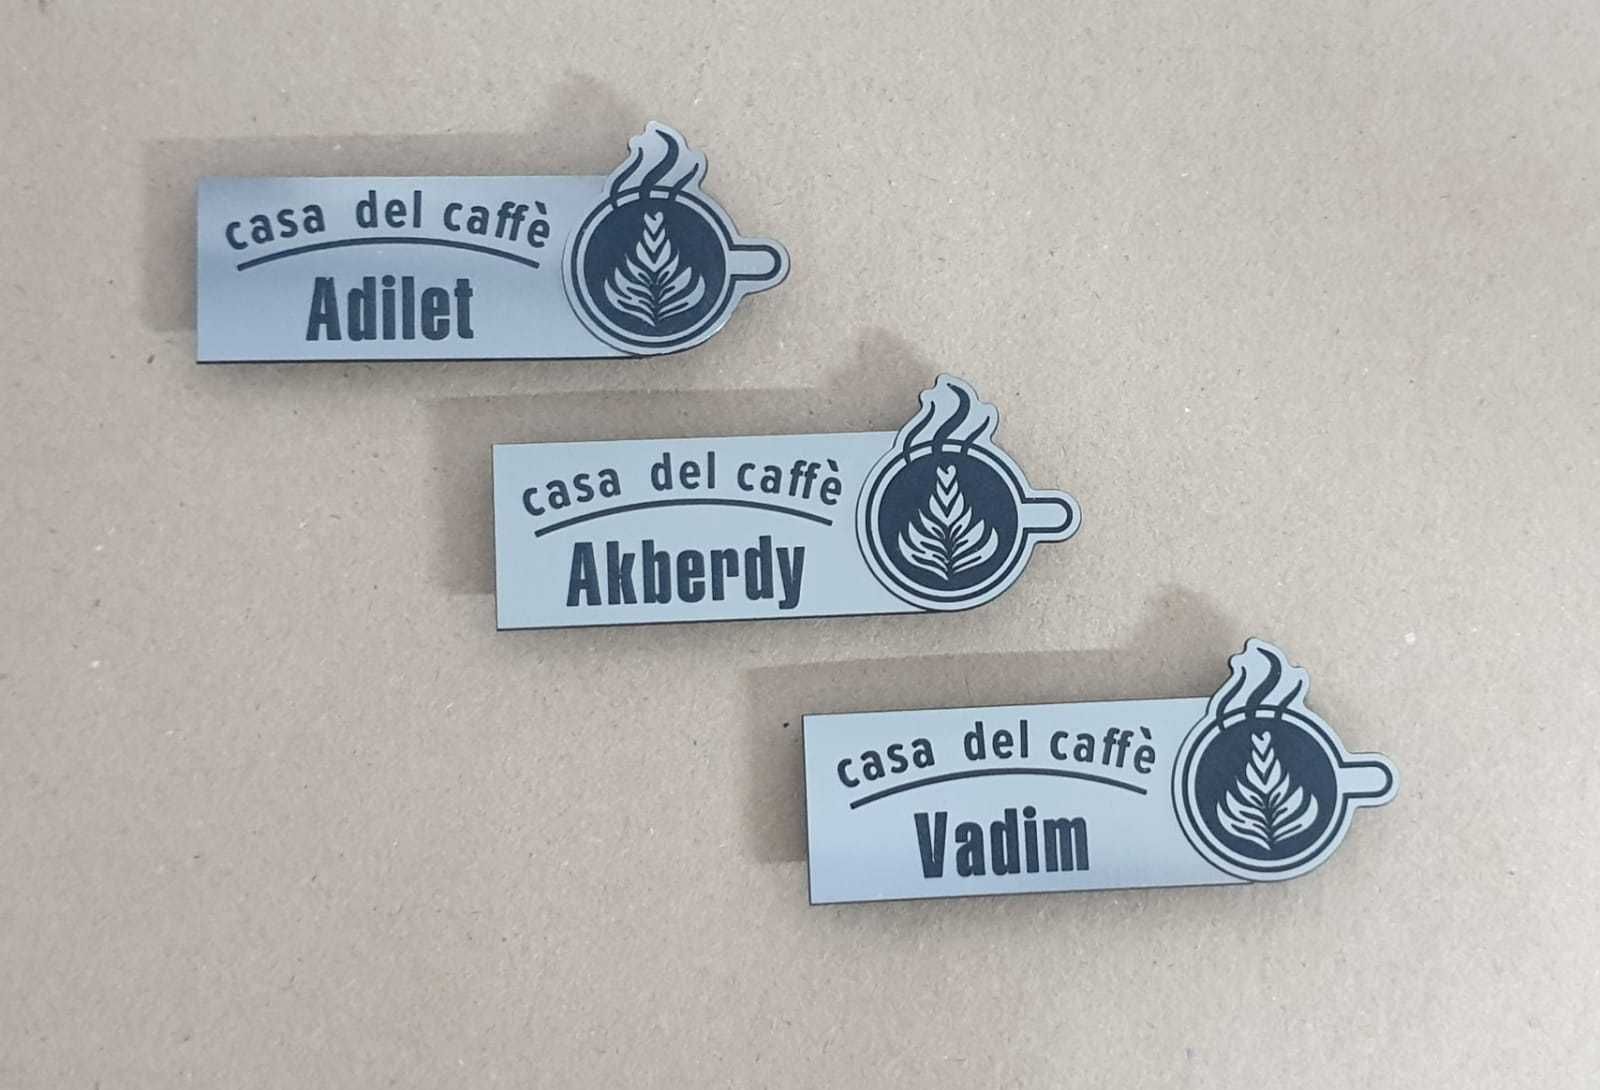 casa del caffè
Adilet
casa del caffè
Akberdy
casa del caffè
Vadim